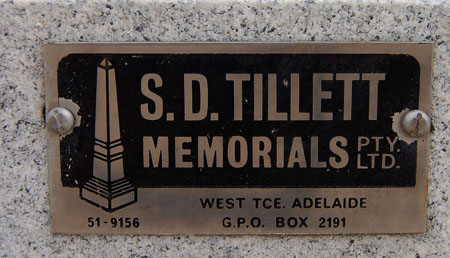 S. D. TILLETT
MEMORIALS PTY LTD.
WEST TCE. ADELAIDE
51-9156 G.P.O. BOX 2191